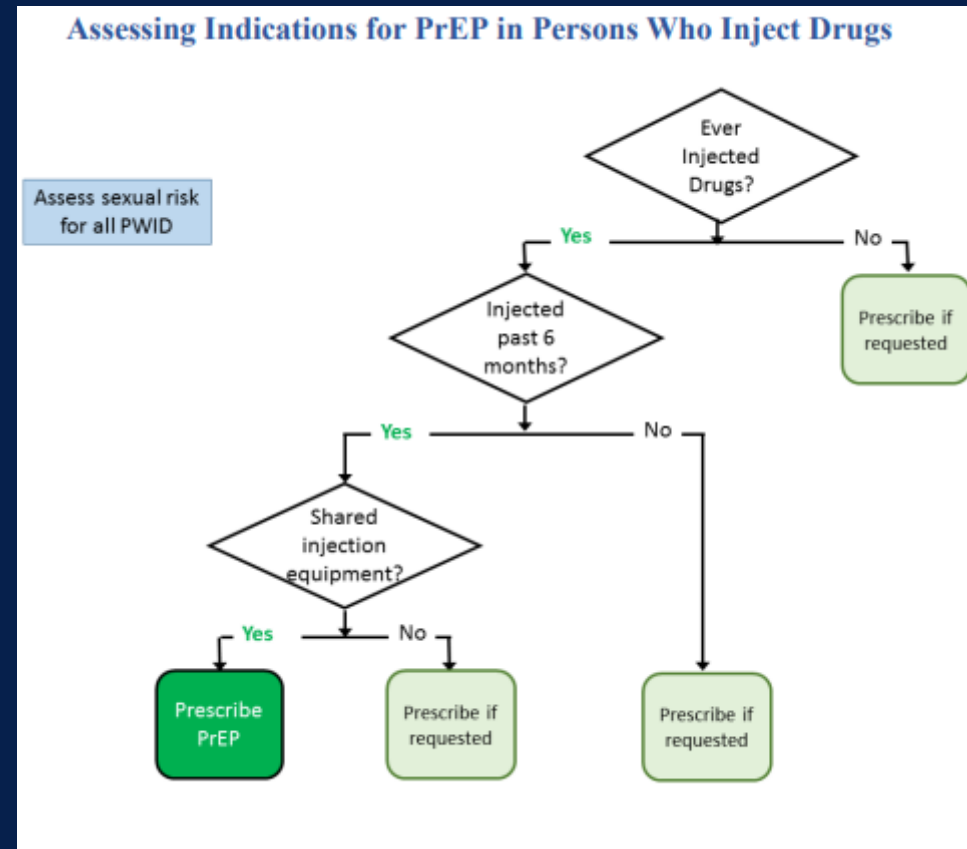 Assessing Indications for PrEP in Persons Who Inject Drugs
Ever
Injected
Drugs?
Assess sexual risk
for all PWID
Yes
No
Injected
past 6
months?
Prescribe if
requested
Yes
No
Shared
injection
equipment?
Yes
No
Prescribe
PrEP
Prescribe if
requested
Prescribe if
requested